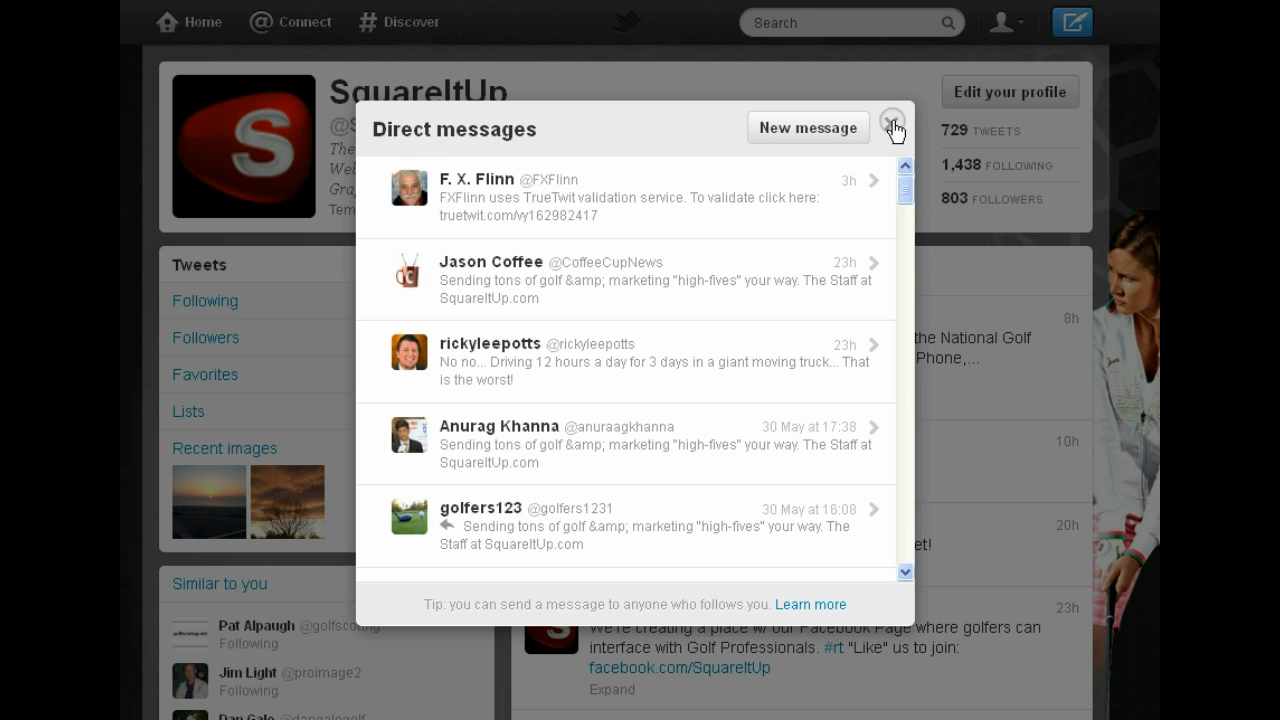 Home
Connect
Discover
Search
SquareItUp
Edit your profile
729 TWEETS
1,438 FOLLOWING
803 FOLLOWERS
Direct messages
New message
F. X. Flinn @FXFlinn 3h
FXFlinn uses TrueTwit validation service. To validate click here:
truetwit.com/vy162982417
Jason Coffee @CoffeeCupNews 23h
Sending tons of golf &amp; marketing "high-fives" your way. The Staff at
SquareItUp.com
rickyleepotts @rickyleepotts 23h
No no... Driving 12 hours a day for 3 days in a giant moving truck... That
is the worst!
Anurag Khanna @anuraagkhanna 30 May at 17:38
Sending tons of golf &amp; marketing "high-fives" your way. The Staff at
SquareItUp.com
golfers123 @golfers1231 30 May at 16:08
Sending tons of golf &amp; marketing "high-fives" your way. The
Staff at SquareItUp.com
Tip: you can send a message to anyone who follows you. Learn more
Tweets
Following
Followers
Favorites
Lists
Recent images
Similar to you
Pat Alpaugh @golfscoring
Following
Jim Light @proimage2
Following
Dan Gale @dangalegolf
8h
the National Golf
Phone,...
10h
20h
23h
We're creating a place w/ our Facebook Page where golfers can
interface with Golf Professionals. #rt "Like" us to join:
facebook.com/SquareItUp
Expand